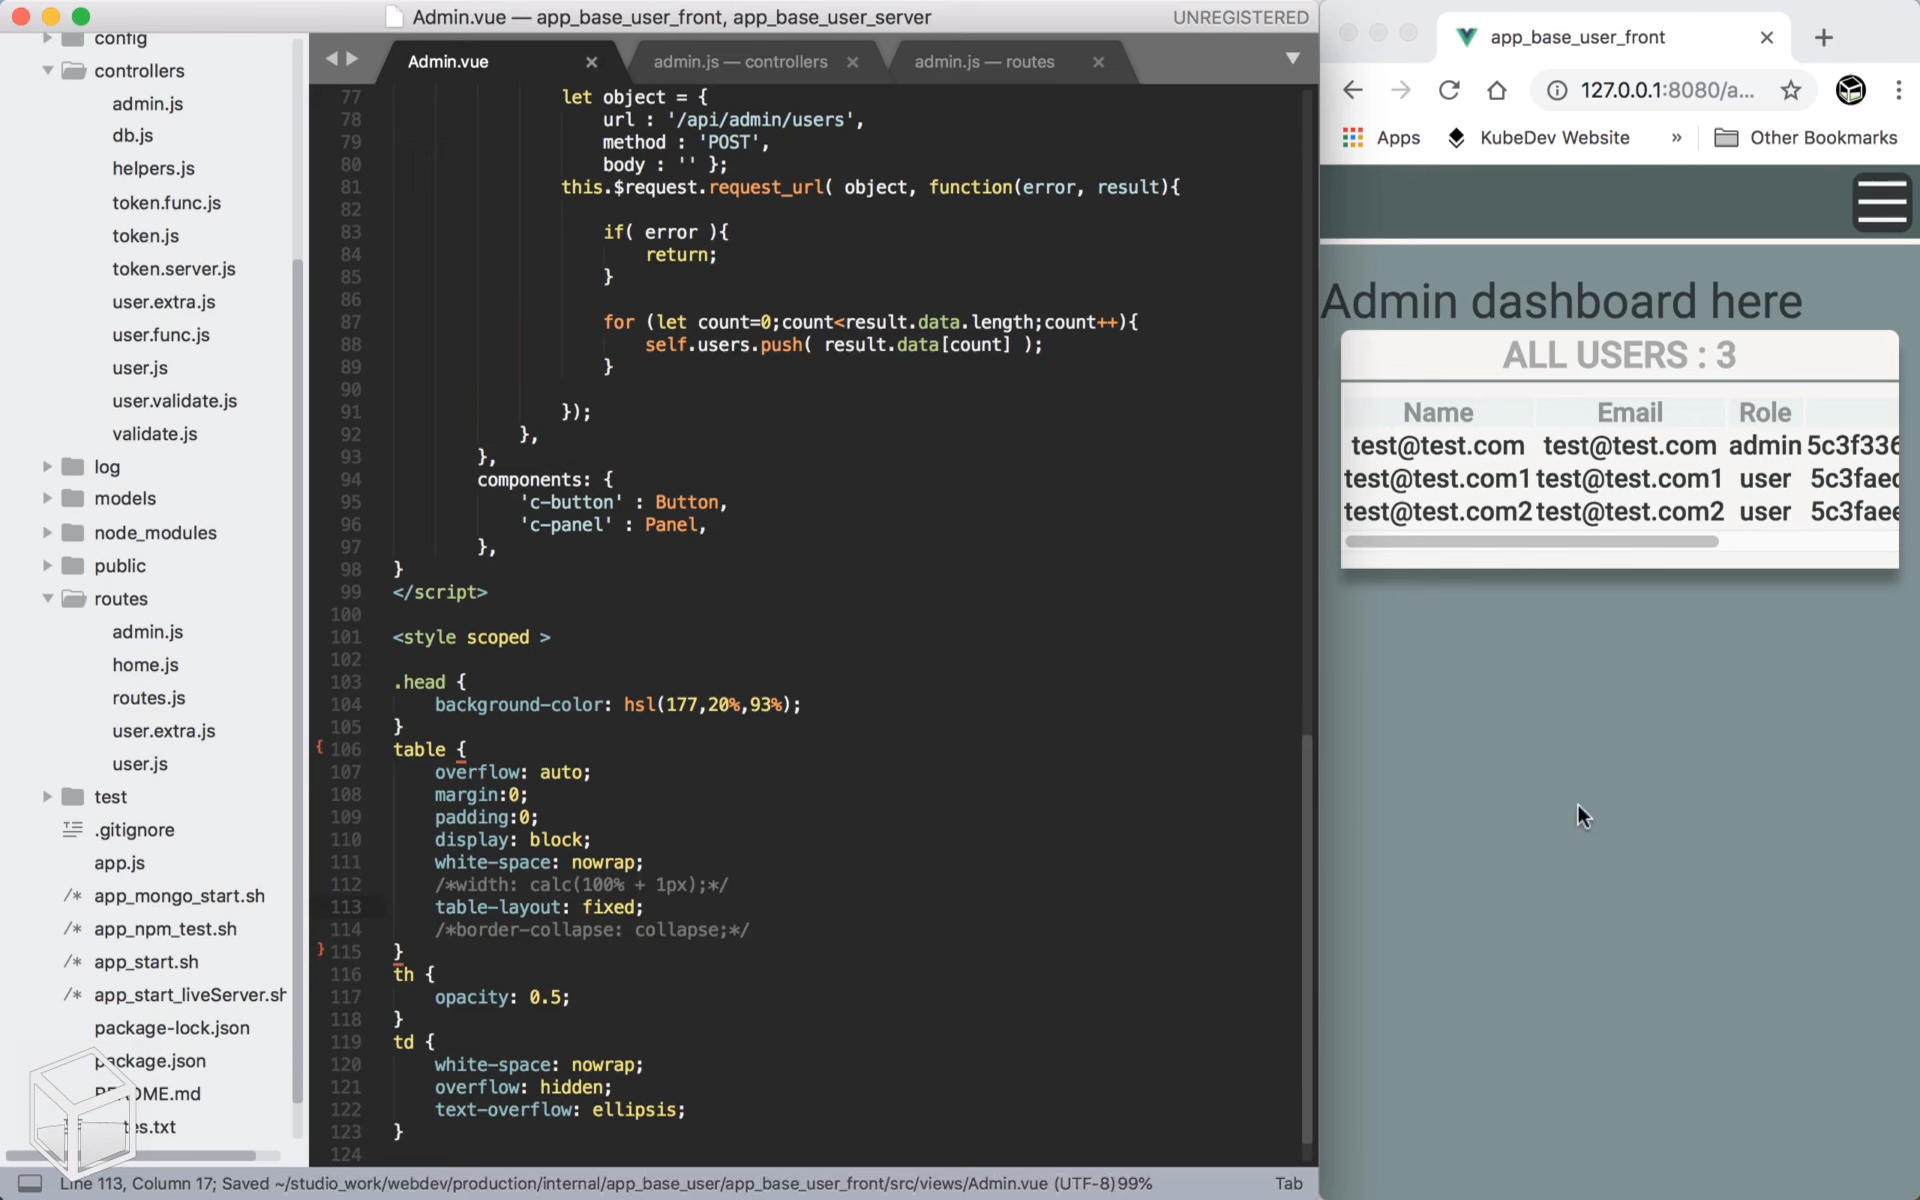 Admin.vue — app_base_user_front, app_base_user_server
UNREGISTERED
config
controllers
admin.js
db.js
helpers.js
token.func.js
token.js
token.server.js
user.extra.js
user.func.js
user.js
user.validate.js
validate.js
log
models
node_modules
public
routes
admin.js
home.js
routes.js
user.extra.js
user.js
test
.gitignore
app.js
/* app_mongo_start.sh
/* app_npm_test.sh
/* app_start.sh
/* app_start_liveServer.sh
package-lock.json
package.json
README.md
Admin.vue
admin.js — controllers
admin.js — routes
77 let object = {
78 url : '/api/admin/users',
79 method : 'POST',
80 body : '' };
81 this.$request.request_url( object, function(error, result){
82
83 if( error ){
84 return;
85 }
86
87 for (let count=0;count<result.data.length;count++){
88 self.users.push( result.data[count] );
89 }
90
91 });
92 },
93 },
94 components: {
95 'c-button' : Button,
96 'c-panel' : Panel,
97 },
98 }
99 </script>
100
101 <style scoped >
102
103 .head {
104 background-color: hsl(177,20%,93%);
105 }
{ 106 table {
107 overflow: auto;
108 margin:0;
109 padding:0;
110 display: block;
111 white-space: nowrap;
112 /*width: calc(100% + 1px);*/
113 table-layout: fixed;
114 /*border-collapse: collapse;*/
} 115 }
116 th {
117 opacity: 0.5;
118 }
119 td {
120 white-space: nowrap;
121 overflow: hidden;
122 text-overflow: ellipsis;
123 }
124
Line 113, Column 17; Saved ~/studio_work/webdev/production/internal/app_base_user/app_base_user_front/src/views/Admin.vue (UTF-8) 99%
Tab
app_base_user_front
127.0.0.1:8080/a...
Apps
KubeDev Website
»
Other Bookmarks
Admin dashboard here
ALL USERS : 3
Name Email Role
test@test.com test@test.com admin 5c3f336
test@test.com1 test@test.com1 user 5c3faec
test@test.com2 test@test.com2 user 5c3faee